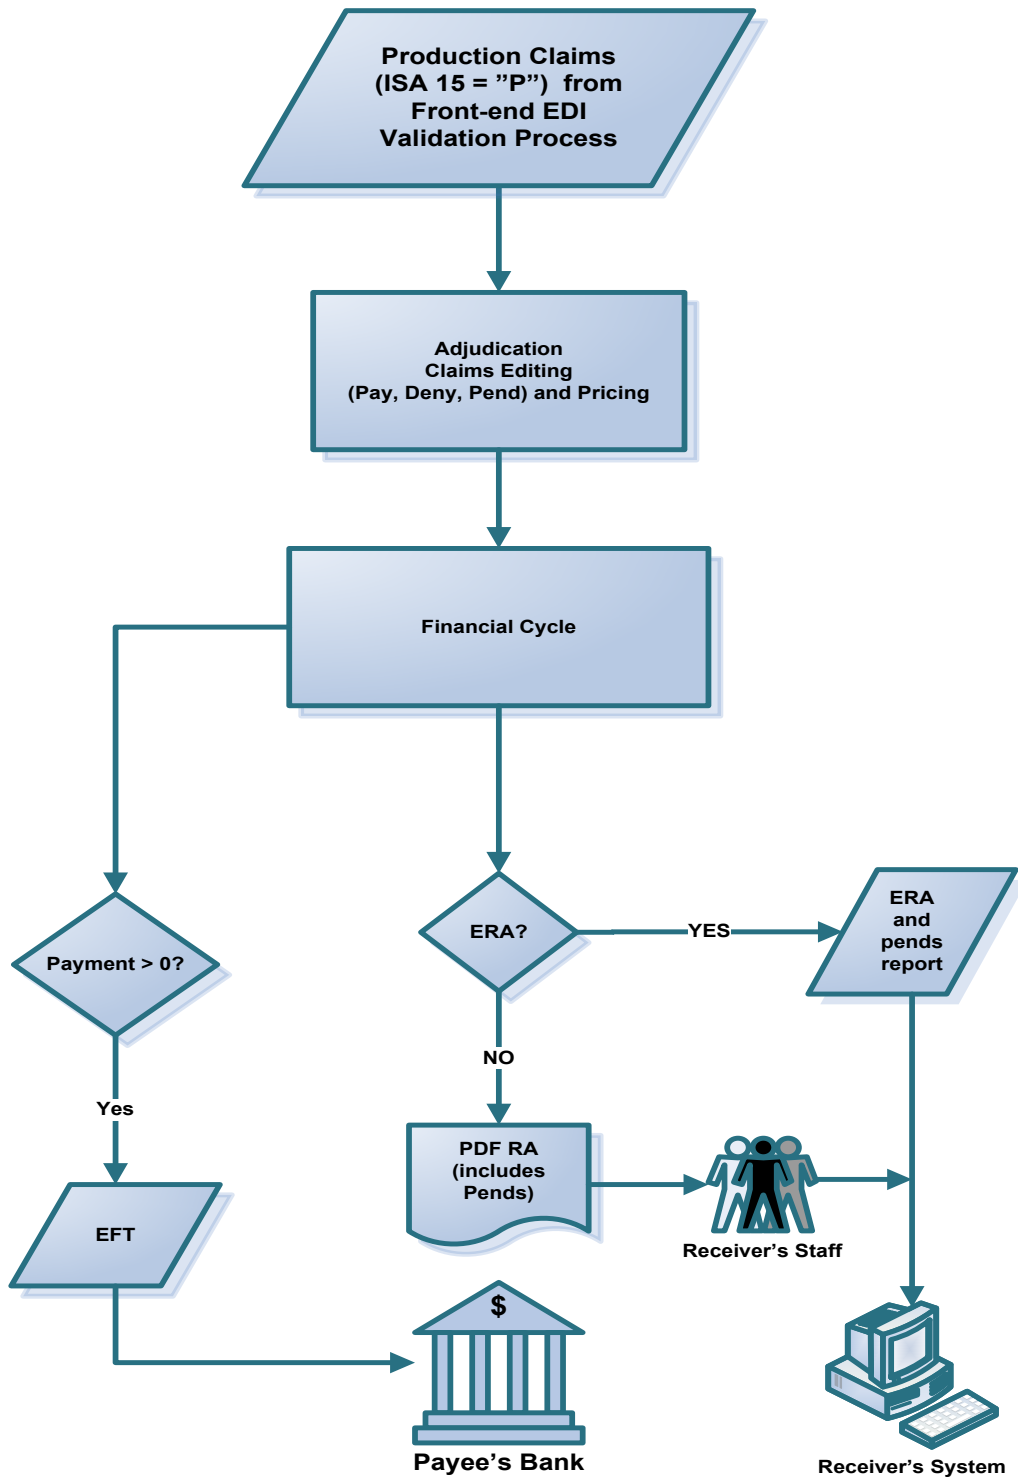 Production Claims
(ISA 15 = ”P”) from
Front-end EDI
Validation Process
Adjudication
Claims Editing
(Pay, Deny, Pend) and Pricing
Financial Cycle
Payment > 0?
ERA?
YES
ERA
and
pends
report
NO
Yes
PDF RA
(includes
Pends)
EFT
Receiver’s Staff
$
Payee’s Bank
Receiver’s System